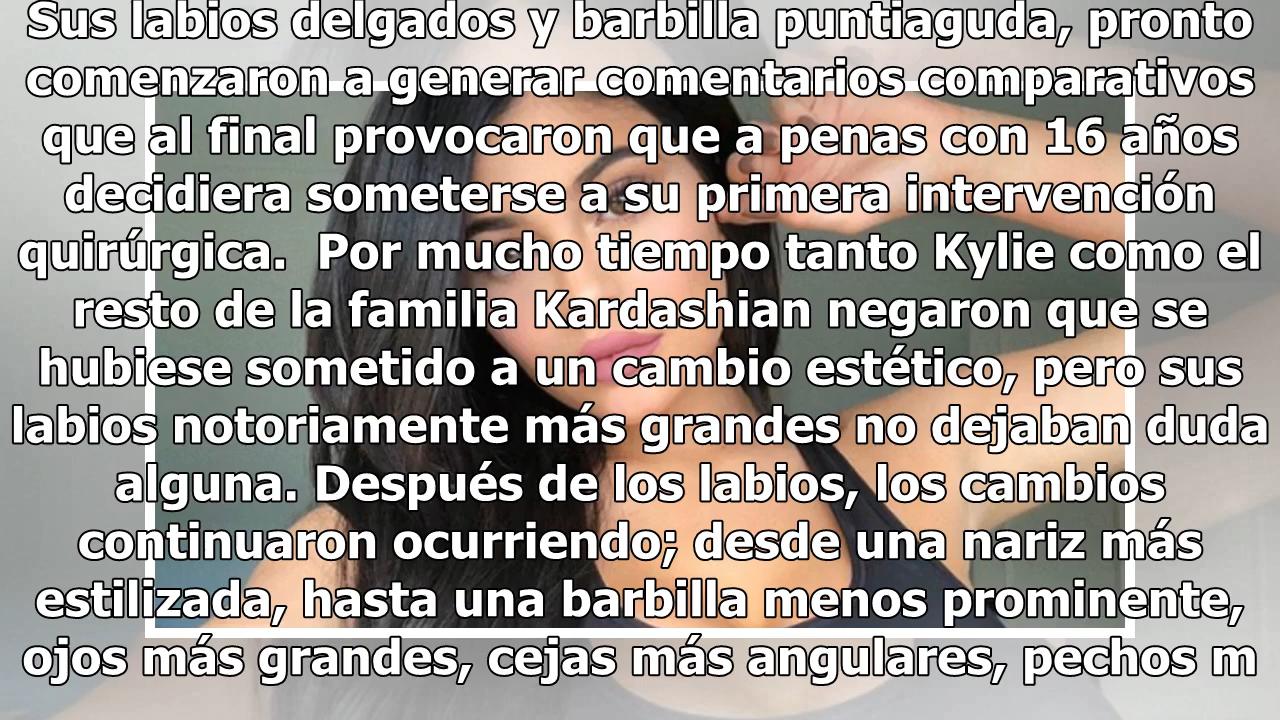 Sus labios delgados y barbilla puntiaguda, pronto
comenzaron a generar comentarios comparativos
que al final provocaron que a penas con 16 años
decidiera someterse a su primera intervención
quirúrgica.  Por mucho tiempo tanto Kylie como el
resto de la familia Kardashian negaron que se
hubiese sometido a un cambio estético, pero sus
labios notoriamente más grandes no dejaban duda
alguna. Después de los labios, los cambios
continuaron ocurriendo; desde una nariz más
estilizada, hasta una barbilla menos prominente,
ojos más grandes, cejas más angulares, pechos m